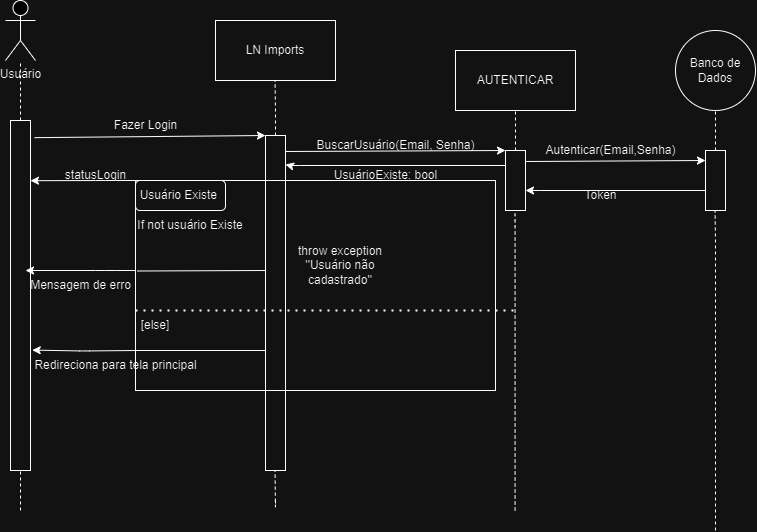 Usuário
LN Imports
AUTENTICAR
Banco de
Dados
Fazer Login
BuscarUsuário(Email, Senha)
Autenticar(Email,Senha)
statusLogin
UsuárioExiste: bool
Token
Usuário Existe
If not usuário Existe
throw exception
"Usuário não
cadastrado"
Mensagem de erro
[else]
Redireciona para tela principal